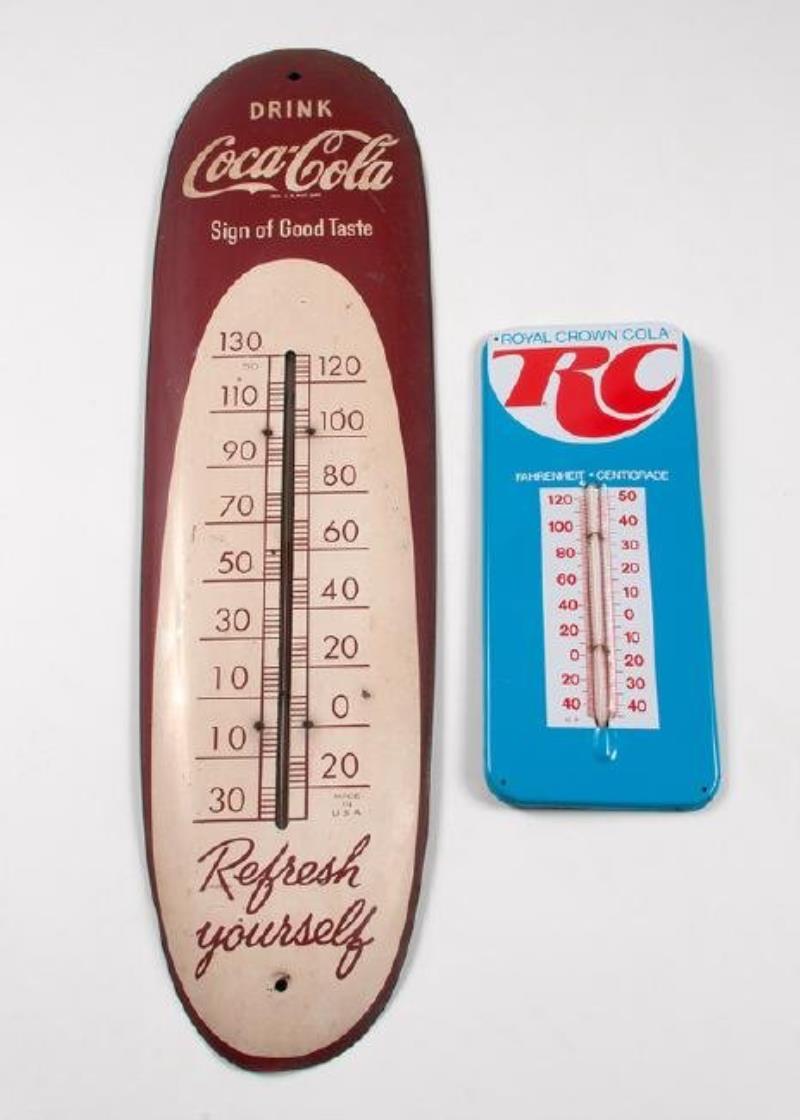 DRINK
Coca-Cola
Sign of Good Taste
130
120
110
100
90
80
70
60
50
40
30
20
10
0
10
20
30
MADE
IN
USA
Refresh
yourself
ROYAL CROWN COLA
RC
FAHRENHEIT • CENTIGRADE
120 50
100 40
80 30
60 20
40 10
20 0
0 10
20 20
40 30
40